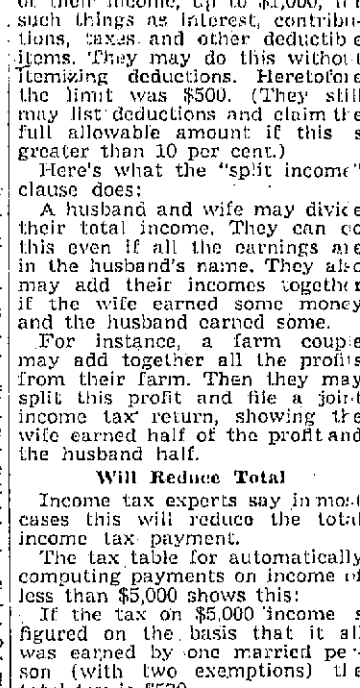 of their income, up to $1,000, for
such things as interest, contribu-
tions, taxes and other deductible
items. They may do this without
itemizing deductions. Heretofore
the limit was $500. (They still
may list deductions and claim the
full allowable amount if this is
greater than 10 per cent.)
Here's what the "split income"
clause does:
A husband and wife may divide
their total income. They can do
this even if all the earnings are
in the husband's name. They also
may add their incomes together
if the wife earned some money
and the husband earned some.
For instance, a farm couple
may add together all the profits
from their farm. Then they may
split this profit and file a joint
income tax return, showing the
wife earned half of the profit and
the husband half.
Will Reduce Total
Income tax experts say in most
cases this will reduce the total
income tax payment.
The tax table for automatically
computing payments on income of
less than $5,000 shows this:
If the tax on $5,000 income is
figured on the basis that it all
was earned by one married per-
son (with two exemptions) the
total tax is